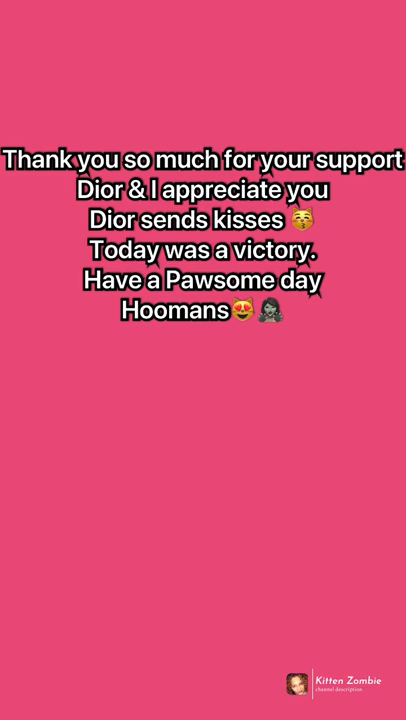 Thank you so much for your support
Dior & I appreciate you
Dior sends kisses 😽
Today was a victory.
Have a Pawsome day
Hoomans😻🧟‍♀️
Kitten Zombie
channel description